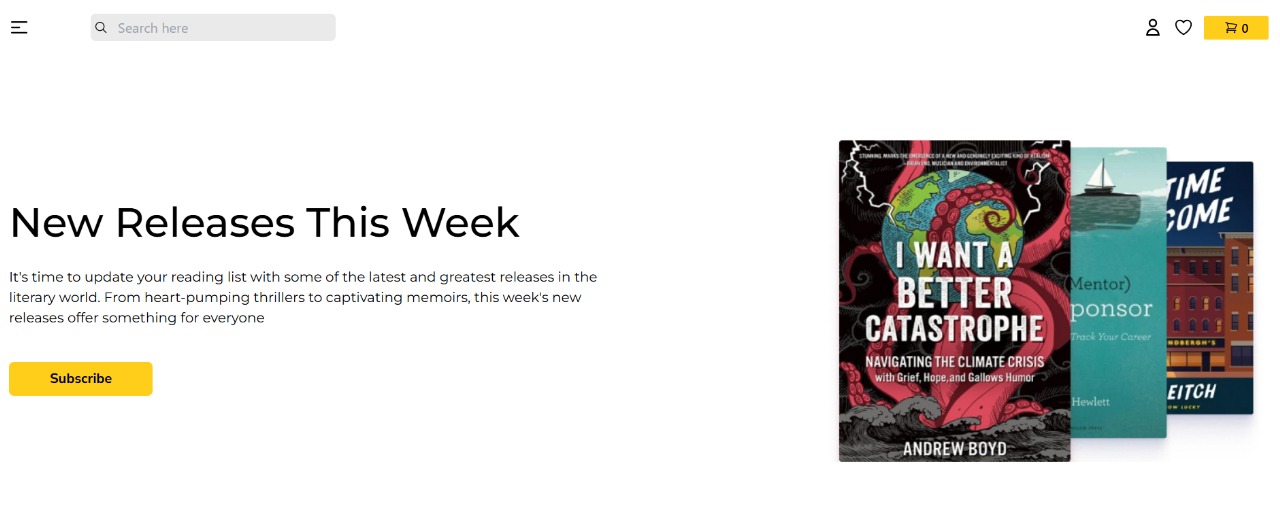 Search here
0
New Releases This Week
It's time to update your reading list with some of the latest and greatest releases in the
literary world. From heart-pumping thrillers to captivating memoirs, this week's new
releases offer something for everyone
Subscribe
STUNNING. MARKS THE EMERGENCE OF A NEW AND GENUINELY EXCITING KIND OF REALISM.
—BRIAN ENO, MUSICIAN AND ENVIRONMENTALIST
I WANT A
BETTER
CATASTROPHE
NAVIGATING THE CLIMATE CRISIS
with Grief, Hope, and Gallows Humor
ANDREW BOYD
Mentor)
ponsor
Track Your Career
Hewlett
TIME
COME
NDBERGH'S
EITCH
OW LUCKY